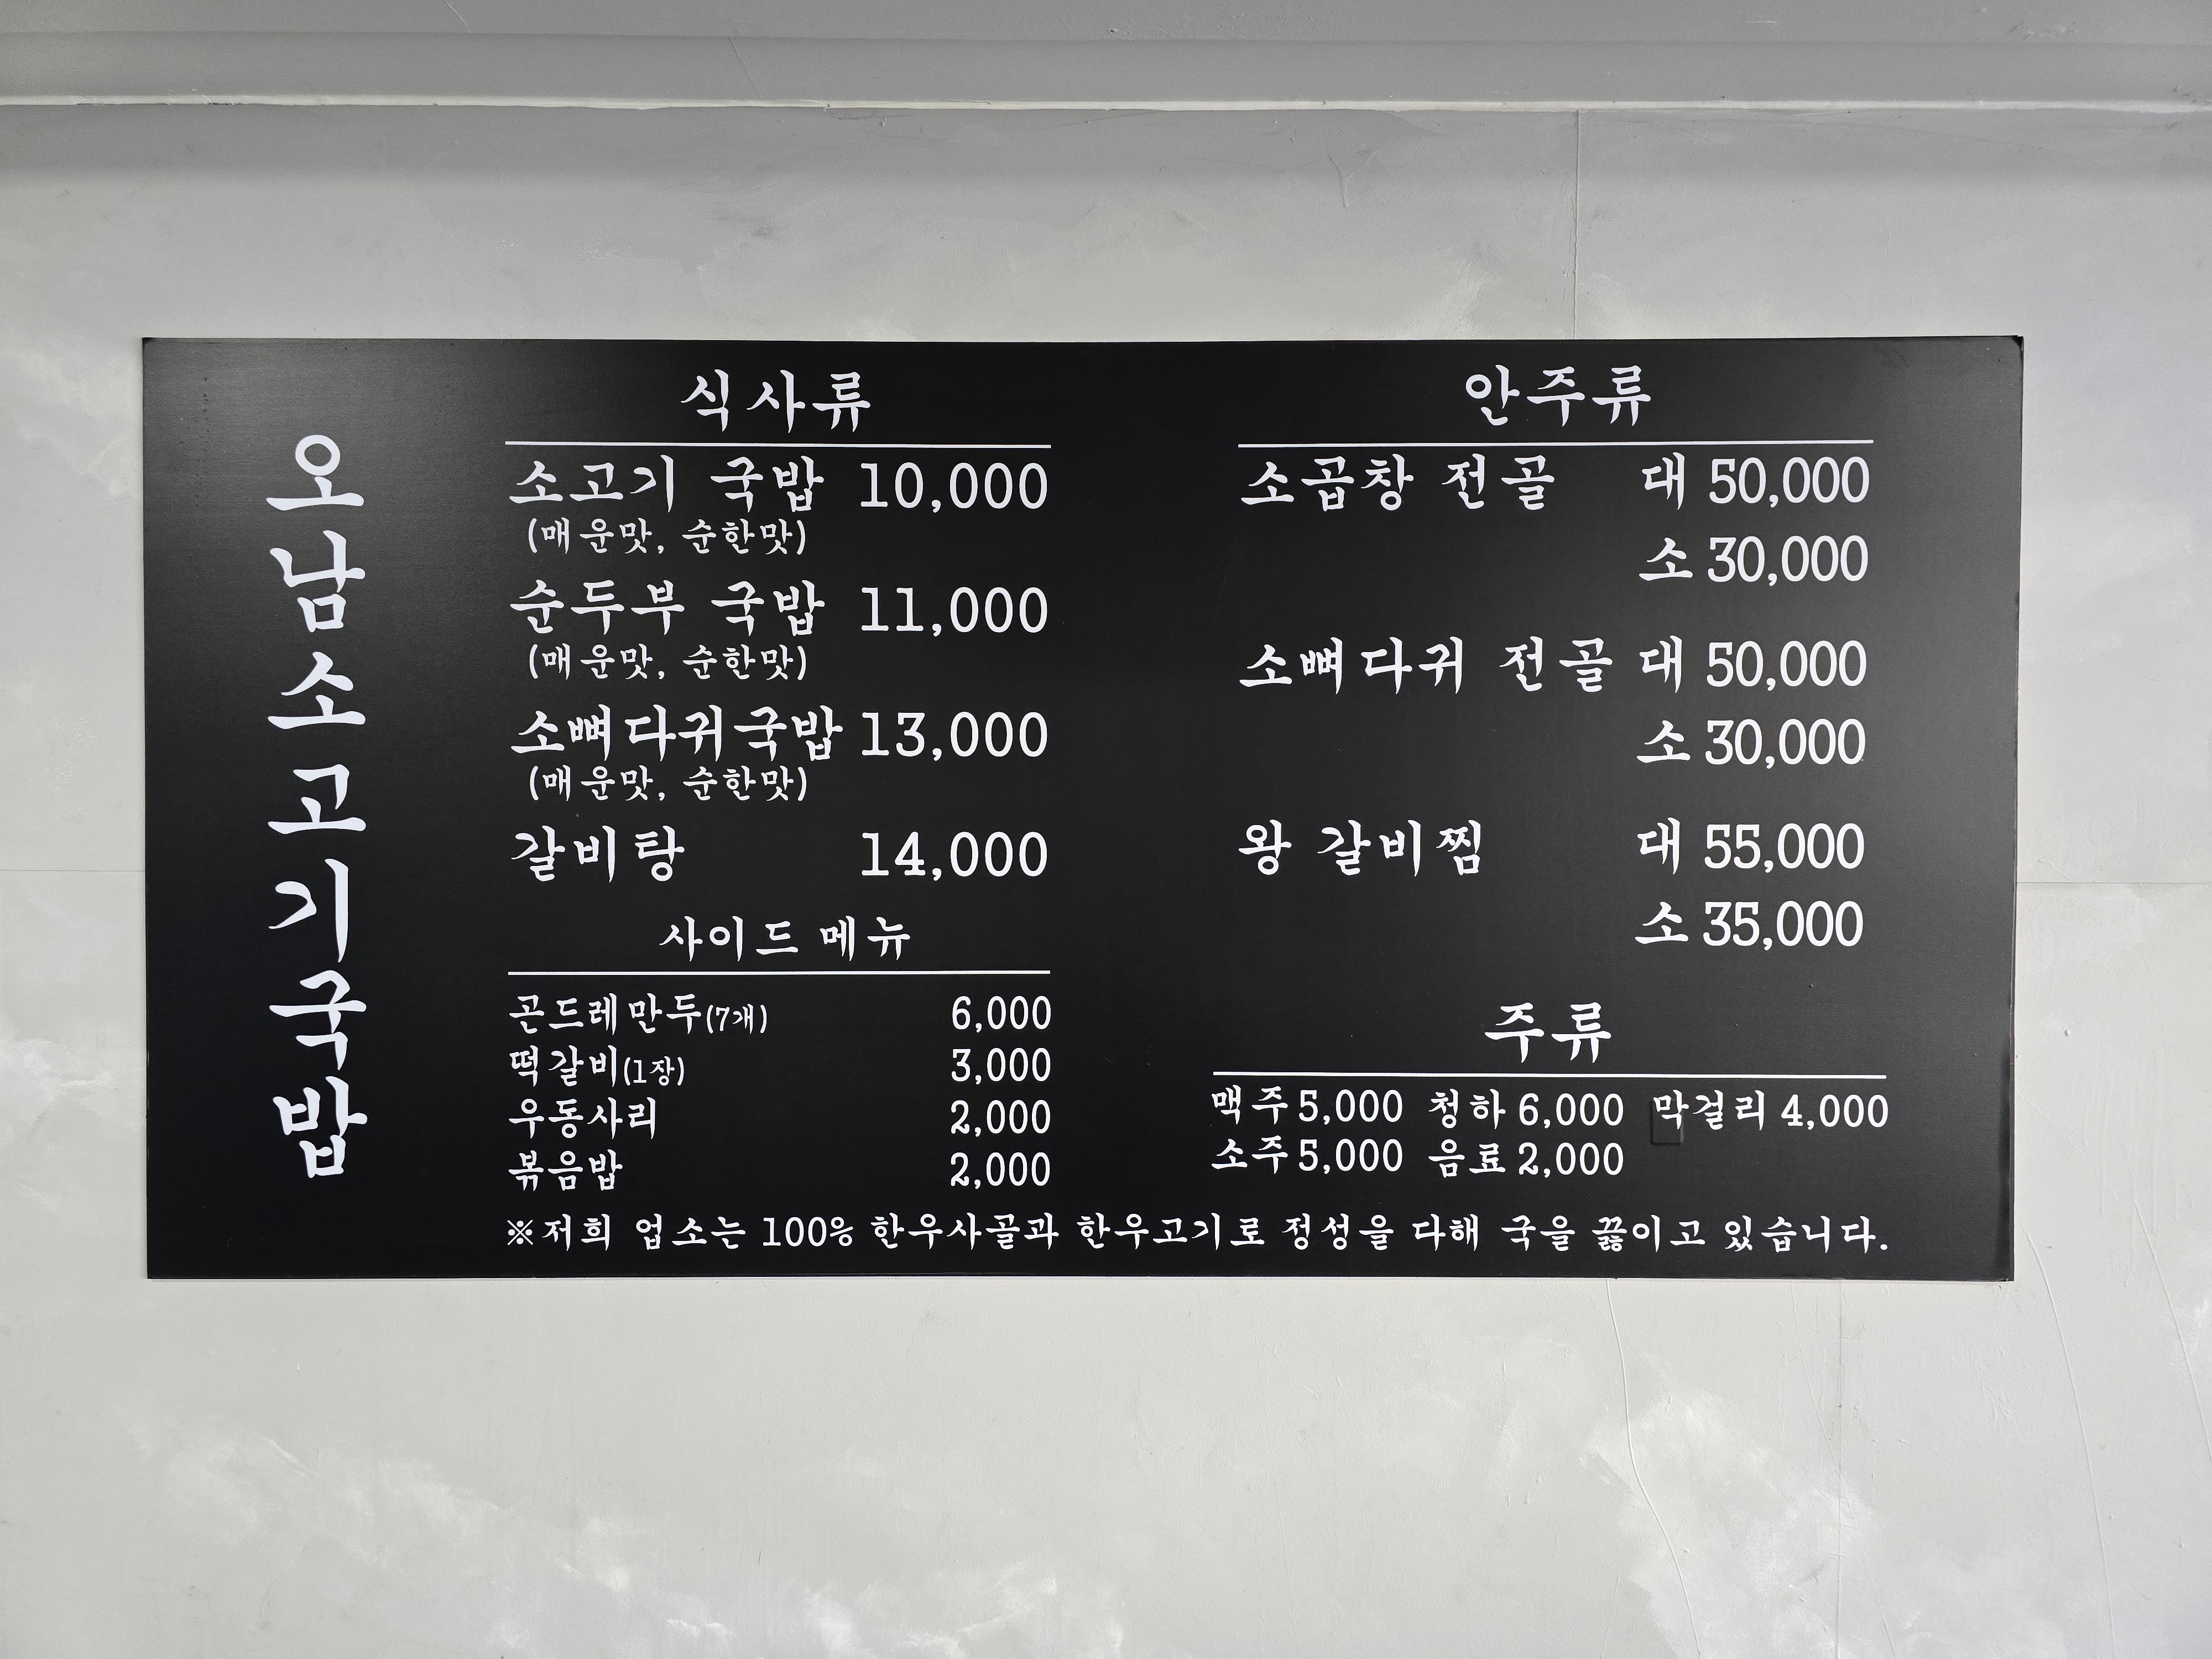 오남소고기국밥
식사류
소고기 국밥 10,000
(매운맛, 순한맛)
순두부 국밥 11,000
(매운맛, 순한맛)
소뼈다귀국밥 13,000
(매운맛, 순한맛)
갈비탕 14,000
사이드 메뉴
곤드레만두(7개) 6,000
떡갈비(1장) 3,000
우동사리 2,000
볶음밥 2,000
안주류
소곱창 전골 대 50,000
소 30,000
소뼈다귀 전골 대 50,000
소 30,000
왕 갈비찜 대 55,000
소 35,000
주류
맥주 5,000 청하 6,000 막걸리 4,000
소주 5,000 음료 2,000
※저희 업소는 100% 한우사골과 한우고기로 정성을 다해 국을 끓이고 있습니다.